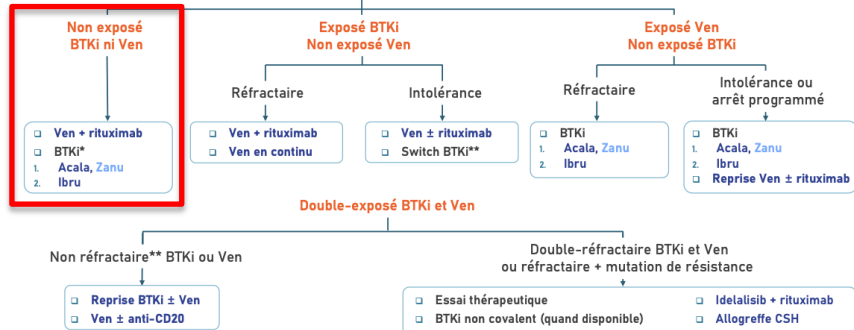 Non exposé
BTKi ni Ven
Exposé BTKi
Non exposé Ven
Exposé Ven
Non exposé BTKi
Réfractaire
Intolérance
Réfractaire
Intolérance ou
arrêt programmé
❑ Ven + rituximab
❑ BTKi*
1. Acala, Zanu
2. Ibru
❑ Ven + rituximab
❑ Ven en continu
❑ Ven ± rituximab
❑ Switch BTKi**
❑ BTKi
1. Acala, Zanu
2. Ibru
❑ BTKi
1. Acala, Zanu
2. Ibru
❑ Reprise Ven ± rituximab
Double-exposé BTKi et Ven
Non réfractaire** BTKi ou Ven
Double-réfractaire BTKi et Ven
ou réfractaire + mutation de résistance
❑ Reprise BTKi ± Ven
❑ Ven ± anti-CD20
❑ Essai thérapeutique
❑ BTKi non covalent (quand disponible)
❑ Idelalisib + rituximab
❑ Allogreffe CSH